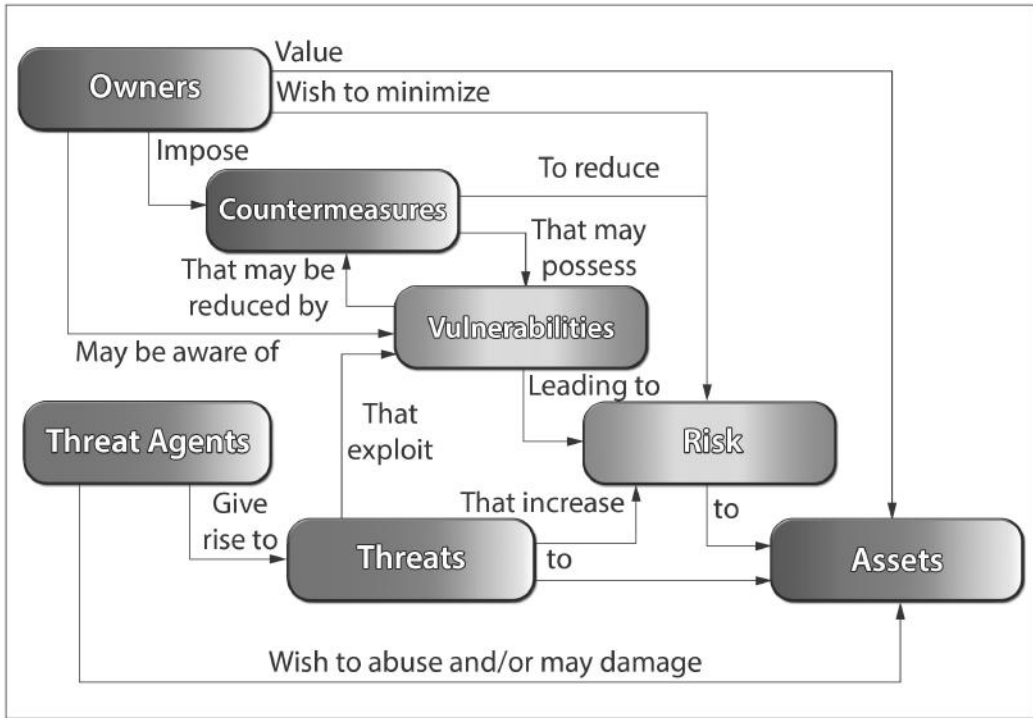 Value
Owners
Wish to minimize
Impose
To reduce
Countermeasures
That may
possess
That may be
reduced by
Vulnerabilities
May be aware of
Leading to
That
exploit
Threat Agents
Risk
Give
rise to
That increase
to
Threats
to
Assets
Wish to abuse and/or may damage